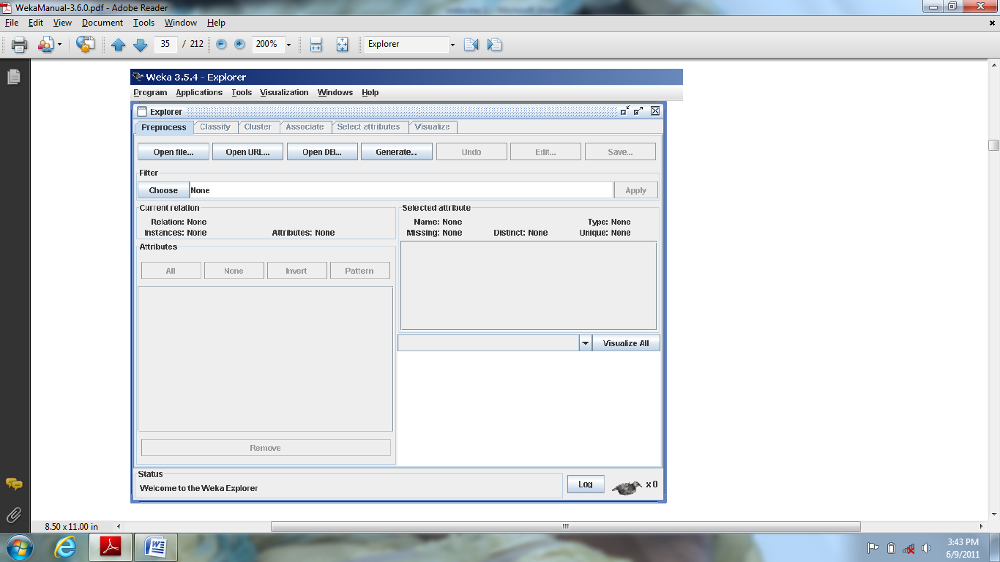 WekaManual-3.6.0.pdf - Adobe Reader
File Edit View Document Tools Window Help
35 / 212 200% Explorer
Weka 3.5.4 - Explorer
Program Applications Tools Visualization Windows Help
Explorer
Preprocess Classify Cluster Associate Select attributes Visualize
Open file... Open URL... Open DB... Generate... Undo Edit... Save...
Filter
Choose None Apply
Current relation
Relation: None
Instances: None Attributes: None
Selected attribute
Name: None Type: None
Missing: None Distinct: None Unique: None
Attributes
All None Invert Pattern
Visualize All
Remove
Status
Welcome to the Weka Explorer
Log x 0
8.50 x 11.00 in
3:43 PM
6/9/2011